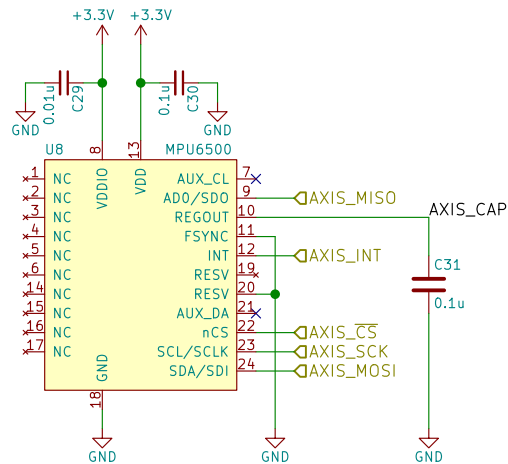 +3.3V +3.3V
0.01u C29 0.1u C30
GND GND
U8 8 13 MPU6500
VDDIO VDD
1 NC AUX_CL 7
2 NC AD0/SDO 9 AXIS_MISO
3 NC REGOUT 10 AXIS_CAP
4 NC FSYNC 11
5 NC INT 12 AXIS_INT
6 NC RESV 19
14 NC RESV 20
15 NC AUX_DA 21
16 NC nCS 22 AXIS_CS
17 NC SCL/SCLK 23 AXIS_SCK
SDA/SDI 24 AXIS_MOSI
C31
0.1u
GND
18
GND GND GND